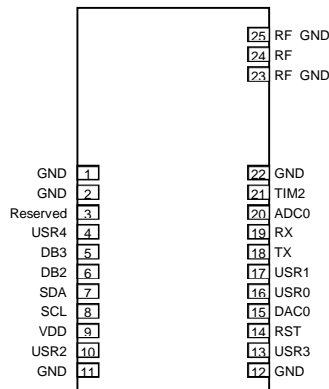 25 RF GND
24 RF
23 RF GND
GND 1 22 GND
GND 2 21 TIM2
Reserved 3 20 ADC0
USR4 4 19 RX
DB3 5 18 TX
DB2 6 17 USR1
SDA 7 16 USR0
SCL 8 15 DAC0
VDD 9 14 RST
USR2 10 13 USR3
GND 11 12 GND